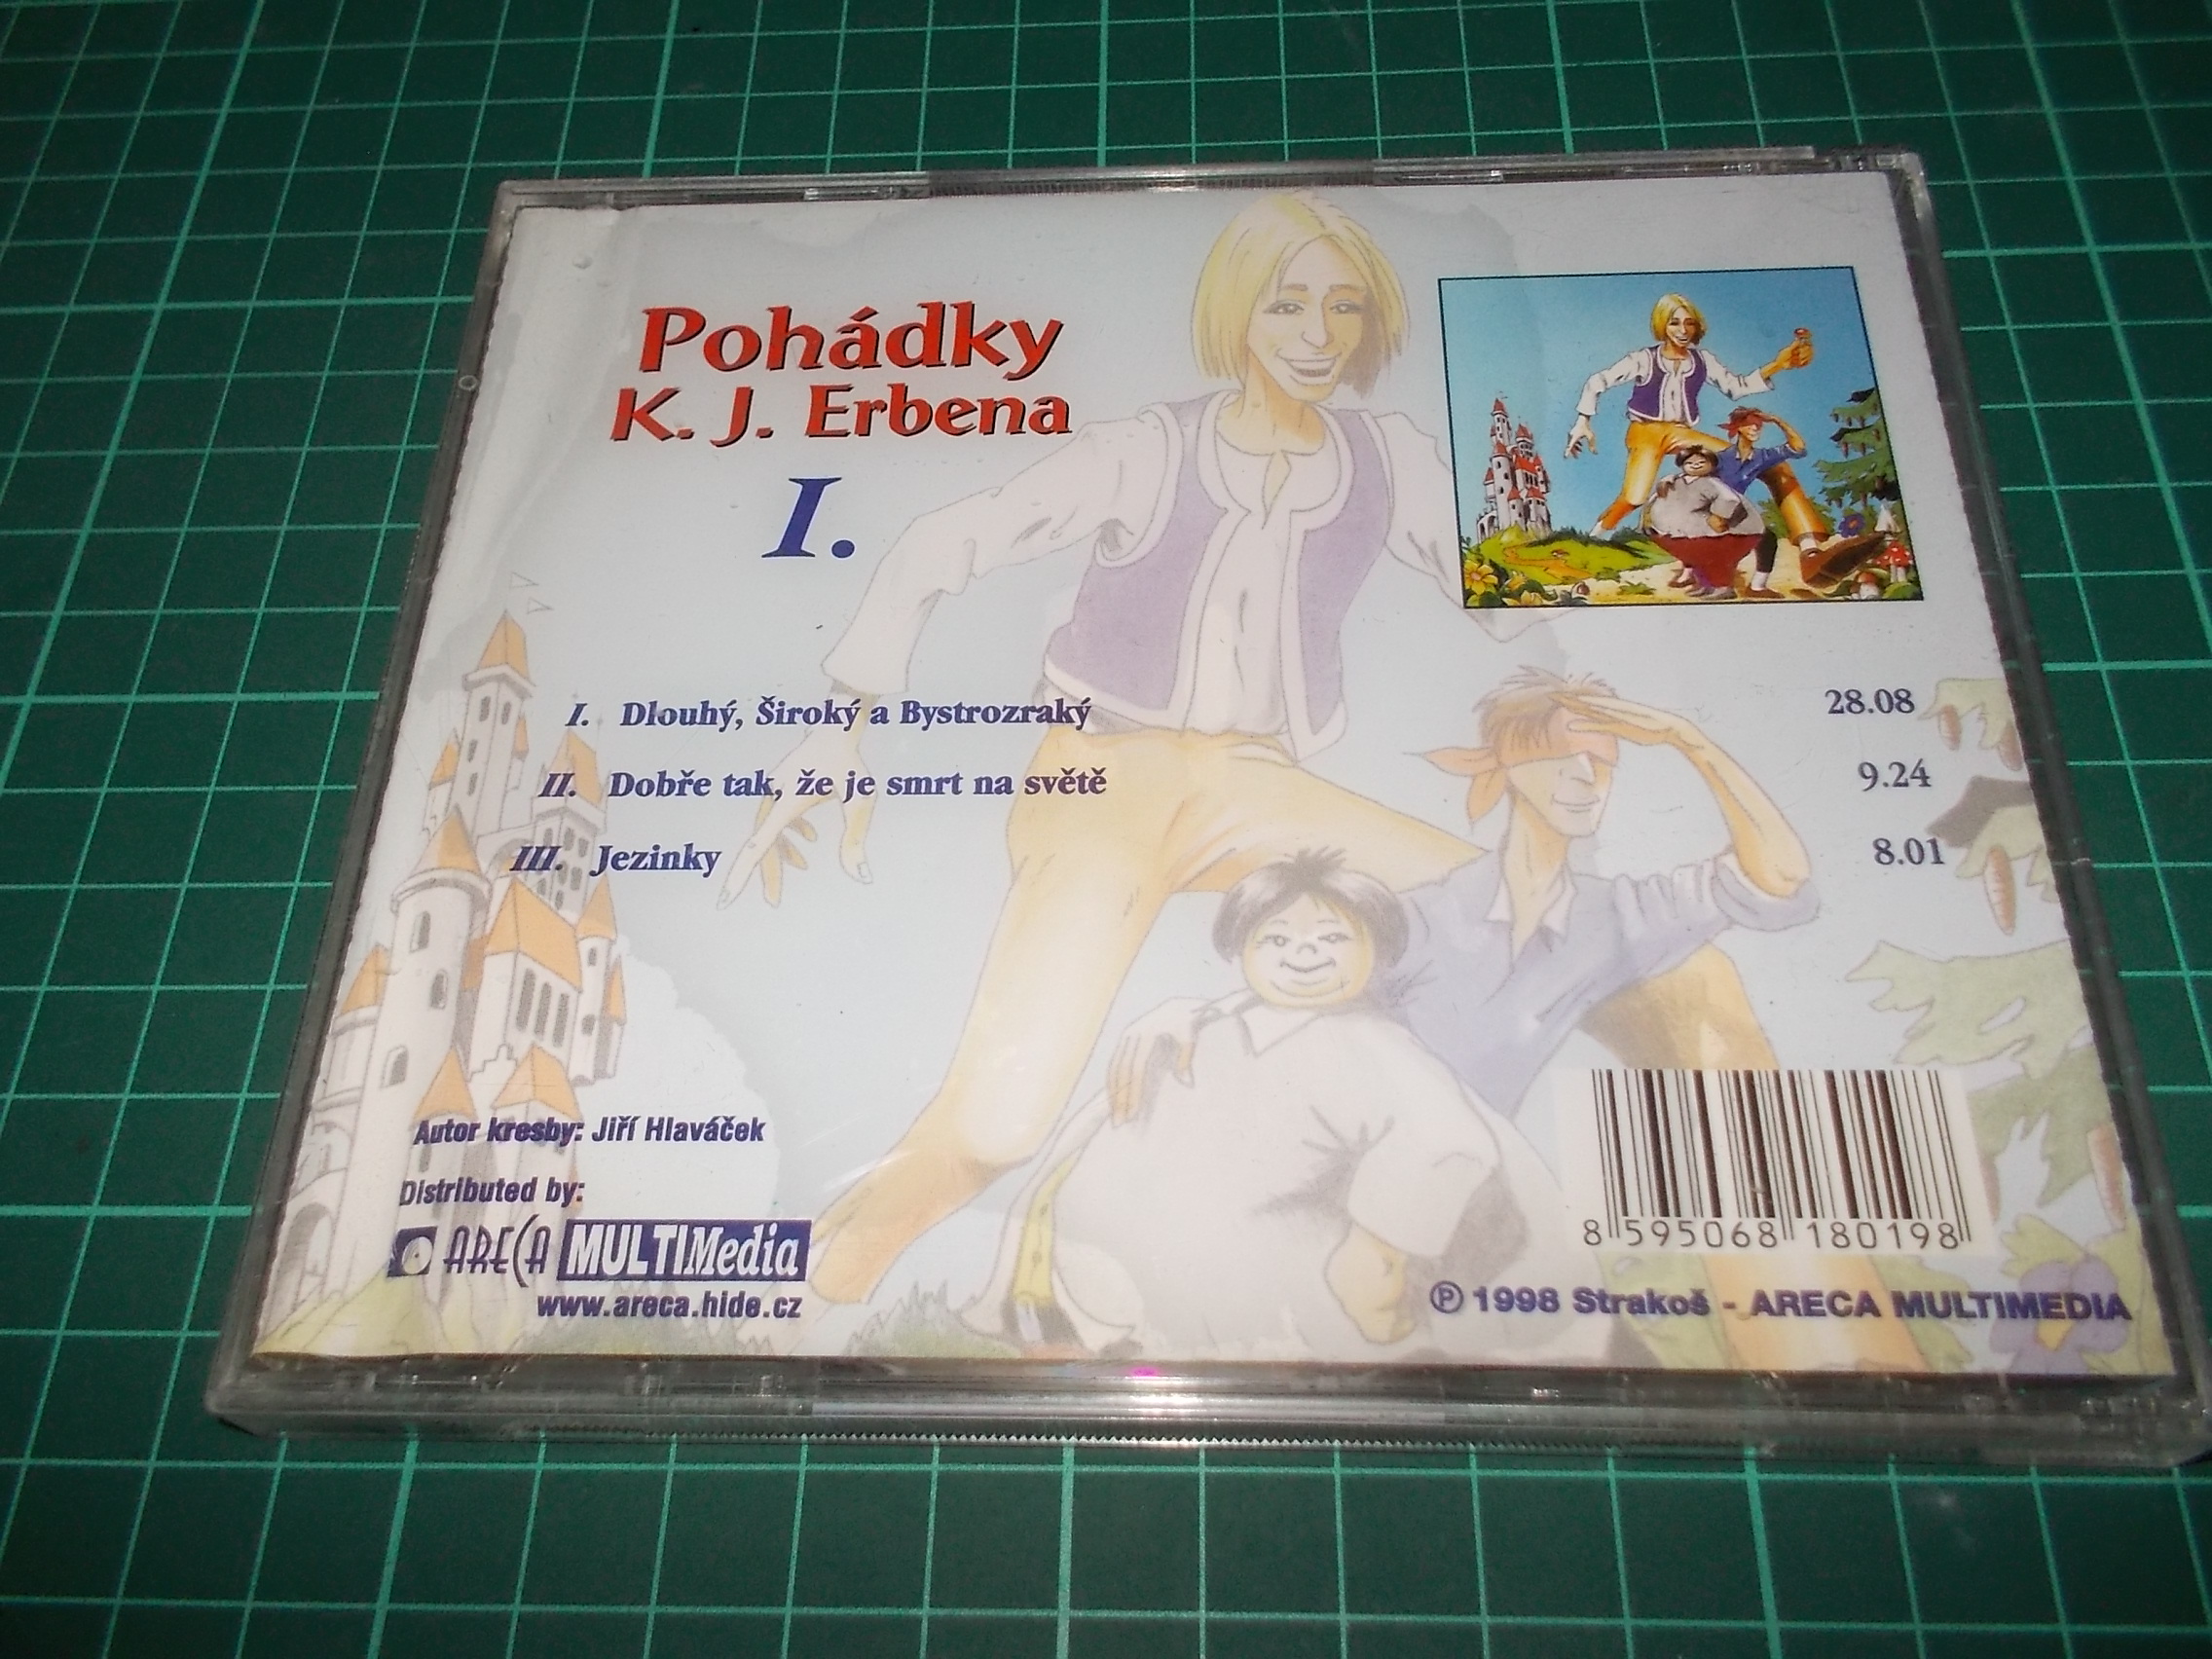 Pohádky
K. J. Erbena
I.
I. Dlouhý, Široký a Bystrozraký 28.08
II. Dobře tak, že je smrt na světě 9.24
III. Jezinky 8.01
Autor kresby: Jiří Hlaváček
Distributed by:
ARECA MULTIMedia
www.areca.hide.cz
8 595068 180198
℗ 1998 Strakoš - ARECA MULTIMEDIA